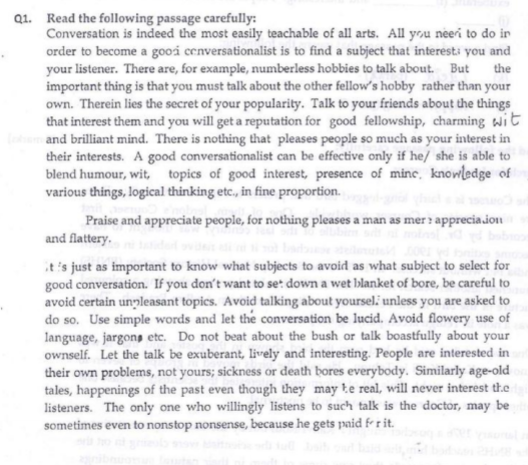 Q1. Read the following passage carefully:
Conversation is indeed the most easily teachable of all arts. All you need to do in
order to become a good conversationalist is to find a subject that interests you and
your listener. There are, for example, numberless hobbies to talk about. But the
important thing is that you must talk about the other fellow's hobby rather than your
own. Therein lies the secret of your popularity. Talk to your friends about the things
that interest them and you will get a reputation for good fellowship, charming wit
and brilliant mind. There is nothing that pleases people so much as your interest in
their interests. A good conversationalist can be effective only if he/ she is able to
blend humour, wit, topics of good interest, presence of mind, knowledge of
various things, logical thinking etc., in fine proportion.
Praise and appreciate people, for nothing pleases a man as mere appreciation
and flattery.
It is just as important to know what subjects to avoid as what subject to select for
good conversation. If you don't want to set down a wet blanket of bore, be careful to
avoid certain unpleasant topics. Avoid talking about yourself unless you are asked to
do so. Use simple words and let the conversation be lucid. Avoid flowery use of
language, jargons etc. Do not beat about the bush or talk boastfully about your
ownself. Let the talk be exuberant, lively and interesting. People are interested in
their own problems, not yours; sickness or death bores everybody. Similarly age-old
tales, happenings of the past even though they may be real, will never interest the
listeners. The only one who willingly listens to such talk is the doctor, may be
sometimes even to nonstop nonsense, because he gets paid for it.